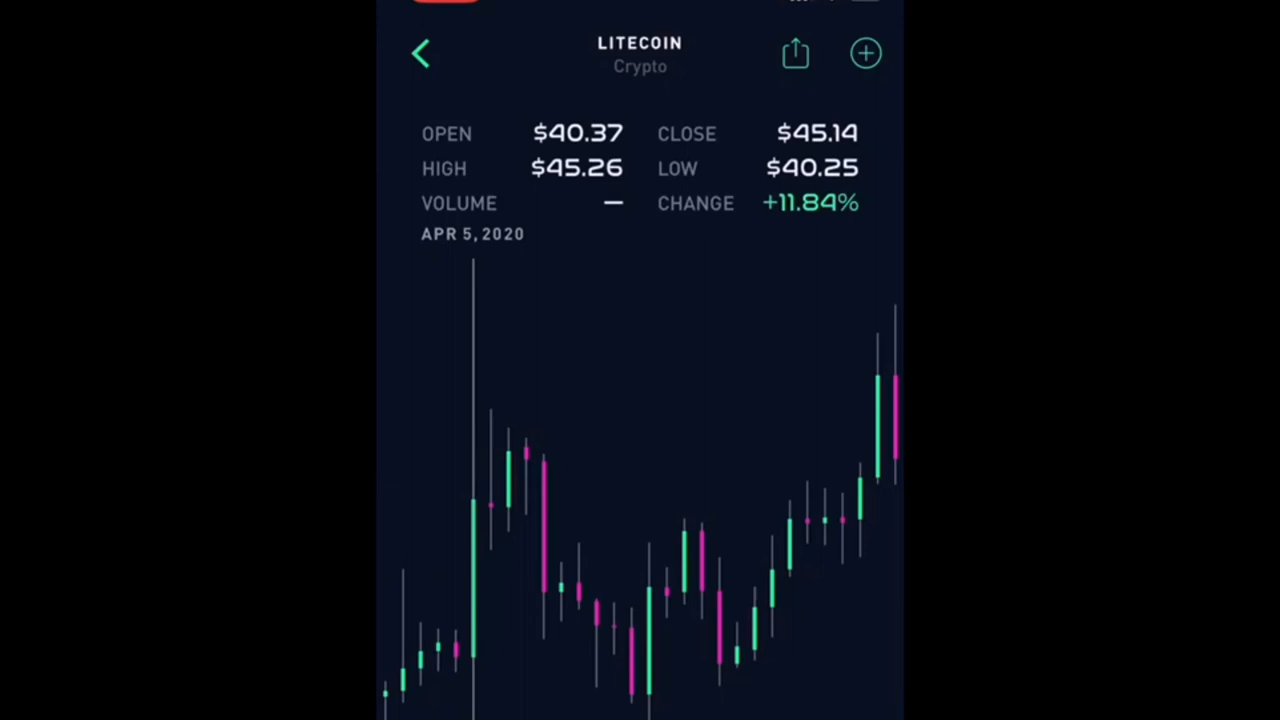 LITECOIN
Crypto
OPEN $40.37 CLOSE $45.14
HIGH $45.26 LOW $40.25
VOLUME — CHANGE +11.84%
APR 5, 2020